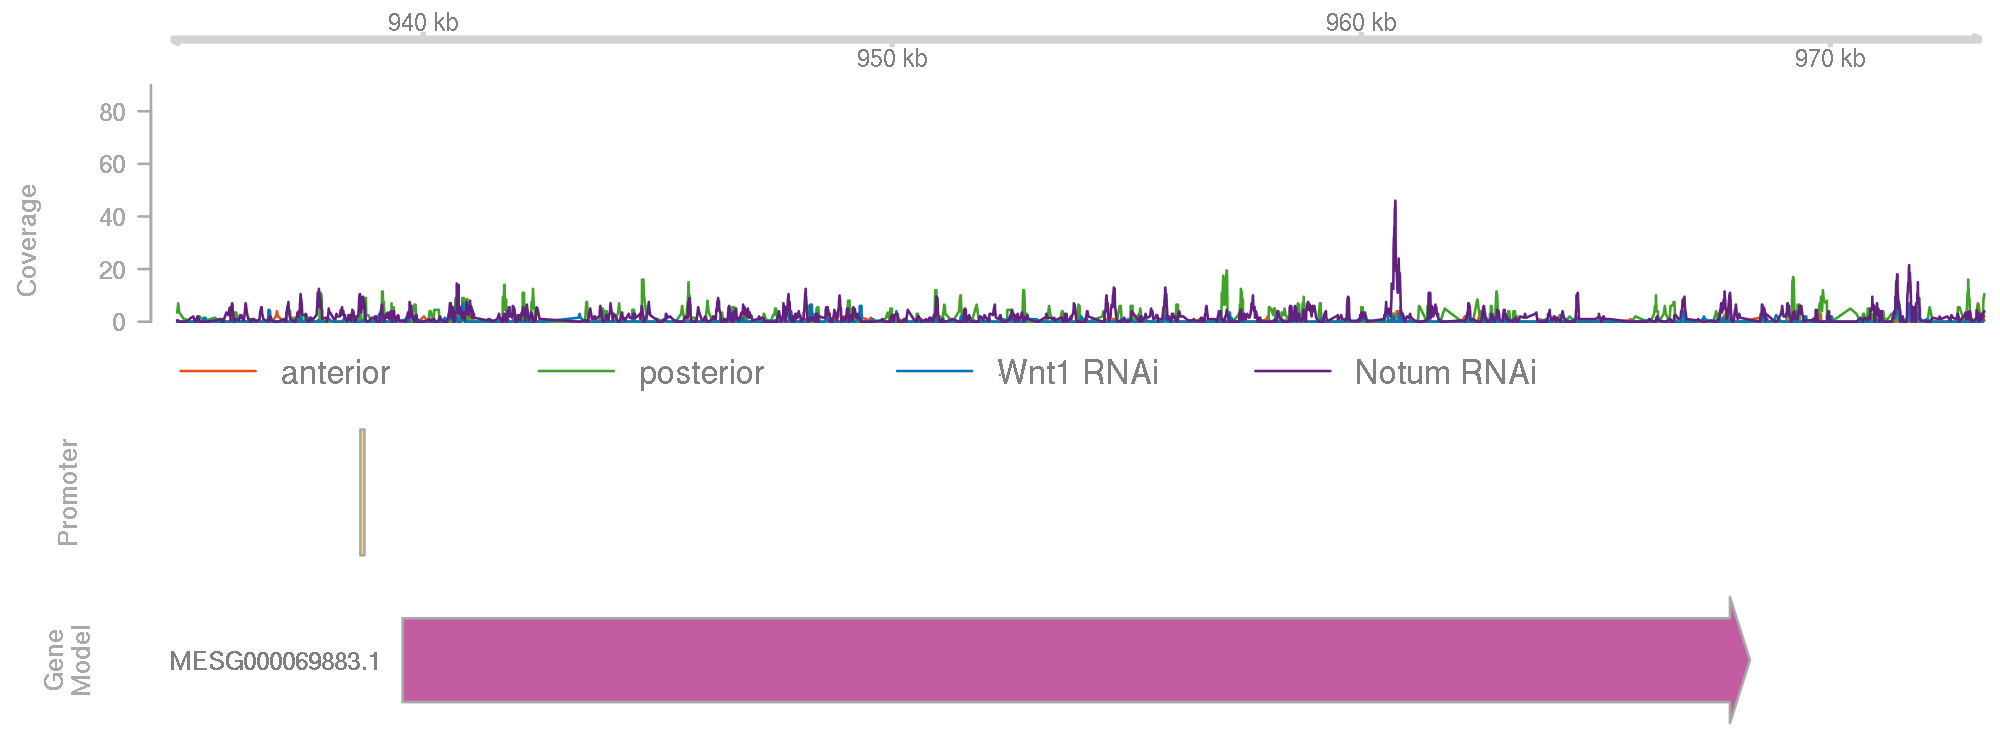 940 kb
960 kb
950 kb
970 kb
Coverage
80
60
40
20
0
anterior posterior Wnt1 RNAi Notum RNAi
Promoter
Gene
Model
MESG000069883.1